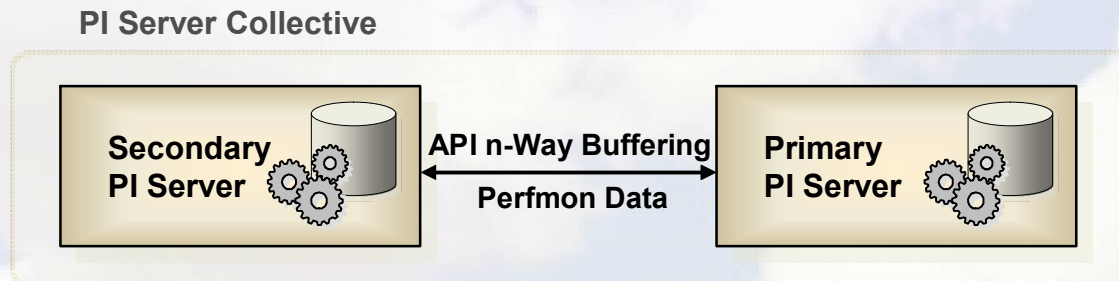 PI Server Collective
Secondary
PI Server
API n-Way Buffering
Perfmon Data
Primary
PI Server